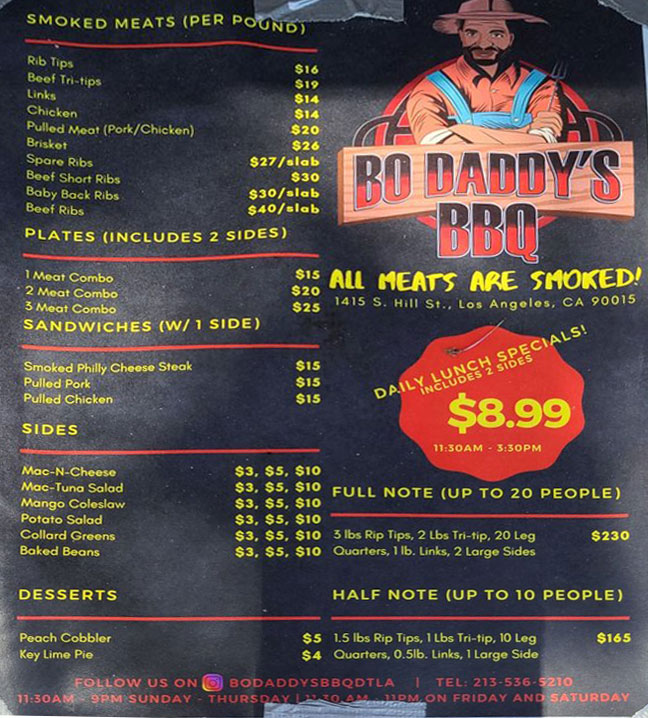 SMOKED MEATS (PER POUND)
Rib Tips $16
Beef Tri-tips $19
Links $14
Chicken $14
Pulled Meat (Pork/Chicken) $20
Brisket $26
Spare Ribs $27/slab
Beef Short Ribs $30
Baby Back Ribs $30/slab
Beef Ribs $40/slab
PLATES (INCLUDES 2 SIDES)
1 Meat Combo $15
2 Meat Combo $20
3 Meat Combo $25
SANDWICHES (W/ 1 SIDE)
Smoked Philly Cheese Steak $15
Pulled Pork $15
Pulled Chicken $15
SIDES
Mac-N-Cheese $3, $5, $10
Mac-Tuna Salad $3, $5, $10
Mango Coleslaw $3, $5, $10
Potato Salad $3, $5, $10
Collard Greens $3, $5, $10
Baked Beans $3, $5, $10
DESSERTS
Peach Cobbler $5
Key Lime Pie $4
BO DADDY'S
BBQ
ALL MEATS ARE SMOKED!
1415 S. Hill St., Los Angeles, CA 90015
DAILY LUNCH SPECIALS!
INCLUDES 2 SIDES
$8.99
11:30AM - 3:30PM
FULL NOTE (UP TO 20 PEOPLE)
3 lbs Rip Tips, 2 Lbs Tri-tip, 20 Leg $230
Quarters, 1 lb. Links, 2 Large Sides
HALF NOTE (UP TO 10 PEOPLE)
1.5 lbs Rip Tips, 1 Lbs Tri-tip, 10 Leg $165
Quarters, 0.5lb. Links, 1 Large Side
FOLLOW US ON BODADDYSBBQDTLA | TEL: 213-536-5210
11:30AM - 9PM SUNDAY - THURSDAY | 11:30 AM - 11PM ON FRIDAY AND SATURDAY